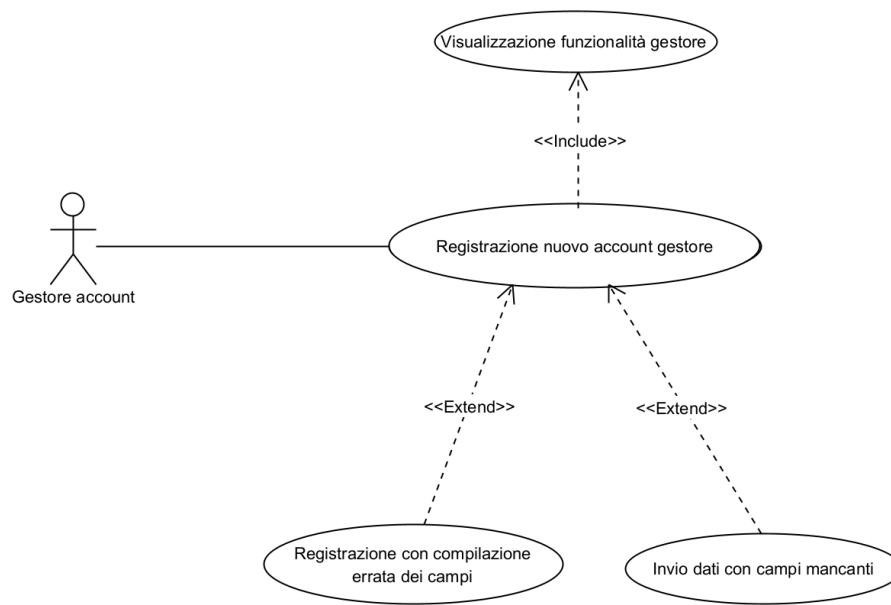 Visualizzazione funzionalità gestore
<<Include>>
Registrazione nuovo account gestore
Gestore account
<<Extend>>
<<Extend>>
Registrazione con compilazione
errata dei campi
Invio dati con campi mancanti